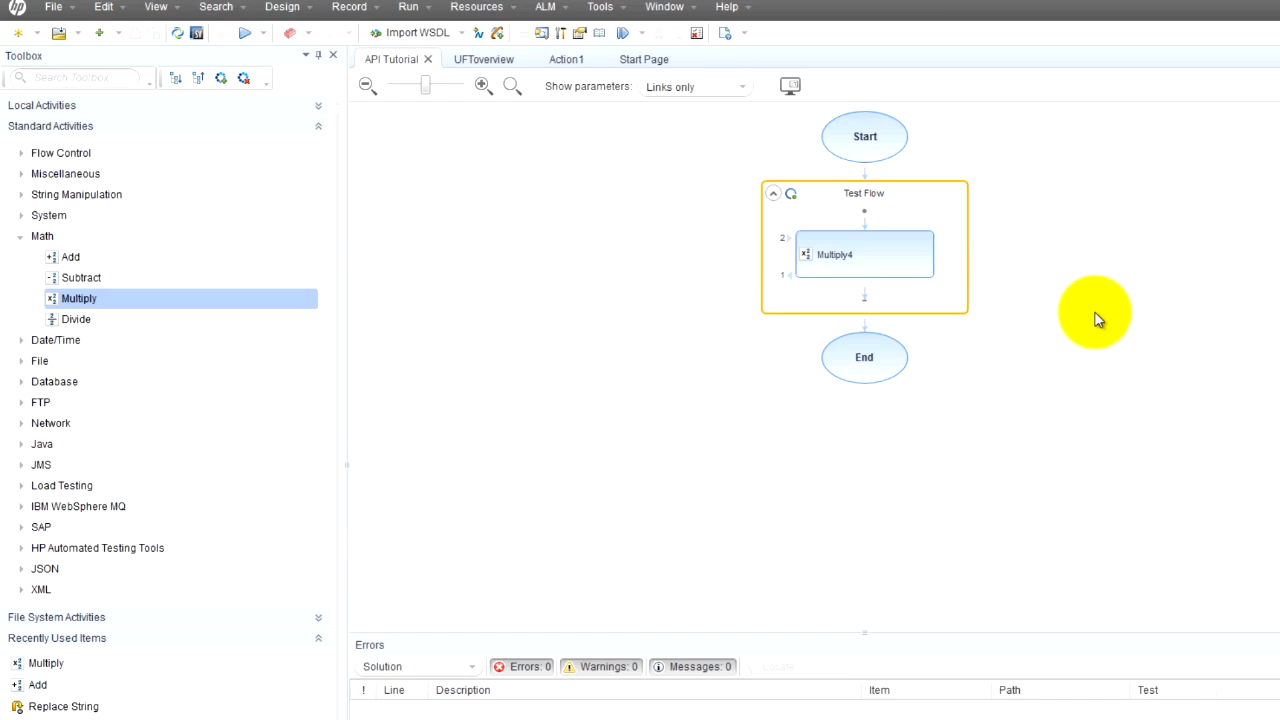 hp File Edit View Search Design Record Run Resources ALM Tools Window Help
Import WSDL
Toolbox
API Tutorial UFToverview Action1 Start Page
Search Toolbox
Show parameters: Links only
Local Activities
Standard Activities
Flow Control
Miscellaneous
String Manipulation
System
Math
Add
Subtract
Multiply
Divide
Date/Time
File
Database
FTP
Network
Java
JMS
Load Testing
IBM WebSphere MQ
SAP
HP Automated Testing Tools
JSON
XML
File System Activities
Recently Used Items
Multiply
Add
Replace String
Start
Test Flow
2
Multiply4
1
End
Errors
Solution Errors: 0 Warnings: 0 Messages: 0 Locate
! Line Description Item Path Test